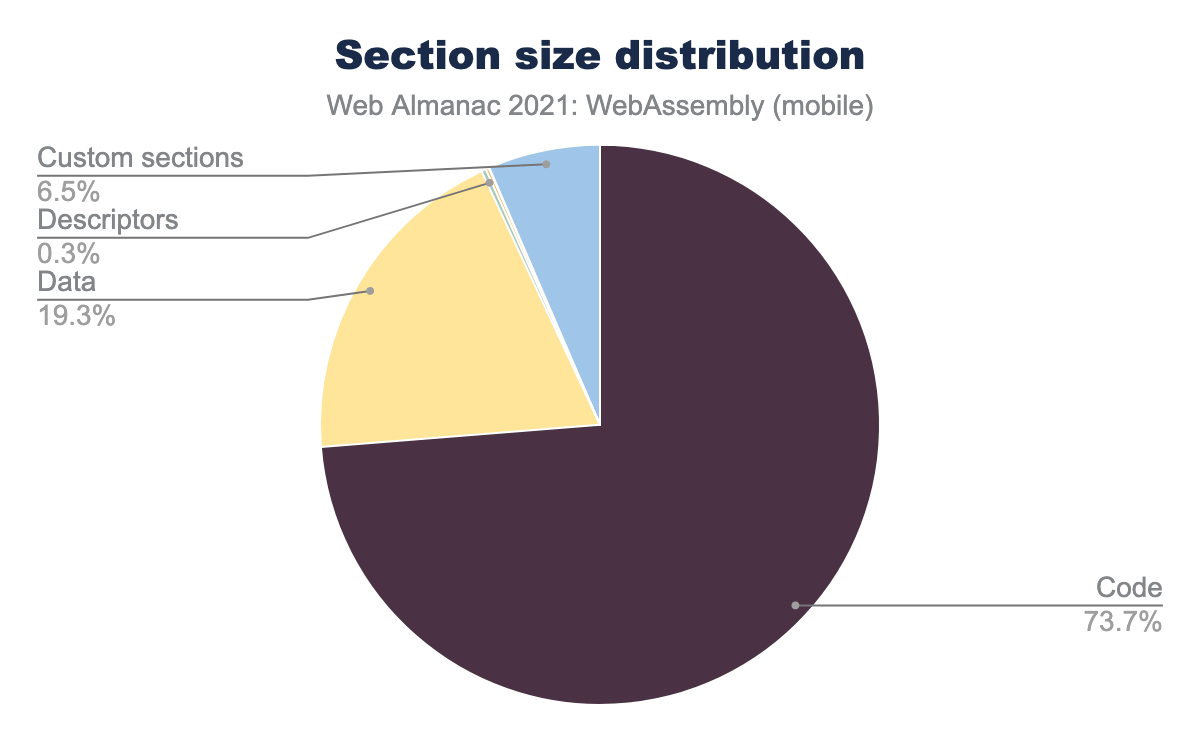 Section size distribution
Web Almanac 2021: WebAssembly (mobile)
Custom sections
6.5%
Descriptors
0.3%
Data
19.3%
Code
73.7%